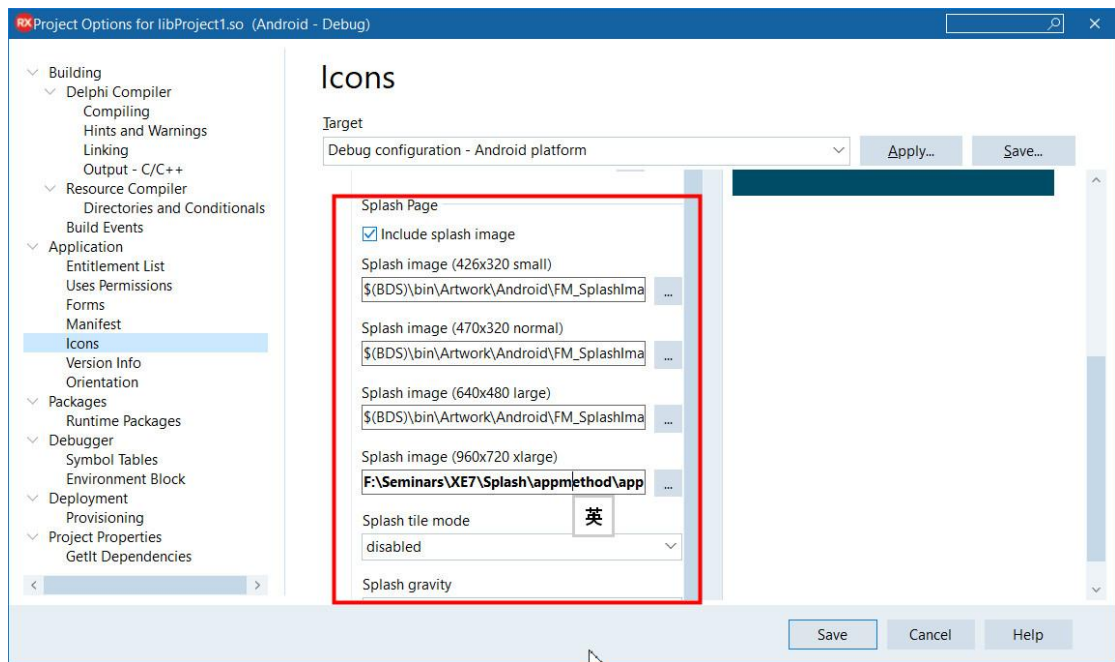 RX Project Options for libProject1.so (Android - Debug)
Building
Delphi Compiler
Compiling
Hints and Warnings
Linking
Output - C/C++
Resource Compiler
Directories and Conditionals
Build Events
Application
Entitlement List
Uses Permissions
Forms
Manifest
Icons
Version Info
Orientation
Packages
Runtime Packages
Debugger
Symbol Tables
Environment Block
Deployment
Provisioning
Project Properties
GetIt Dependencies
Icons
Target
Debug configuration - Android platform
Apply...
Save...
Splash Page
Include splash image
Splash image (426x320 small)
$(BDS)\bin\Artwork\Android\FM_SplashIma
...
Splash image (470x320 normal)
$(BDS)\bin\Artwork\Android\FM_SplashIma
...
Splash image (640x480 large)
$(BDS)\bin\Artwork\Android\FM_SplashIma
...
Splash image (960x720 xlarge)
F:\Seminars\XE7\Splash\appmethod\app
...
英
Splash tile mode
disabled
Splash gravity
Save
Cancel
Help